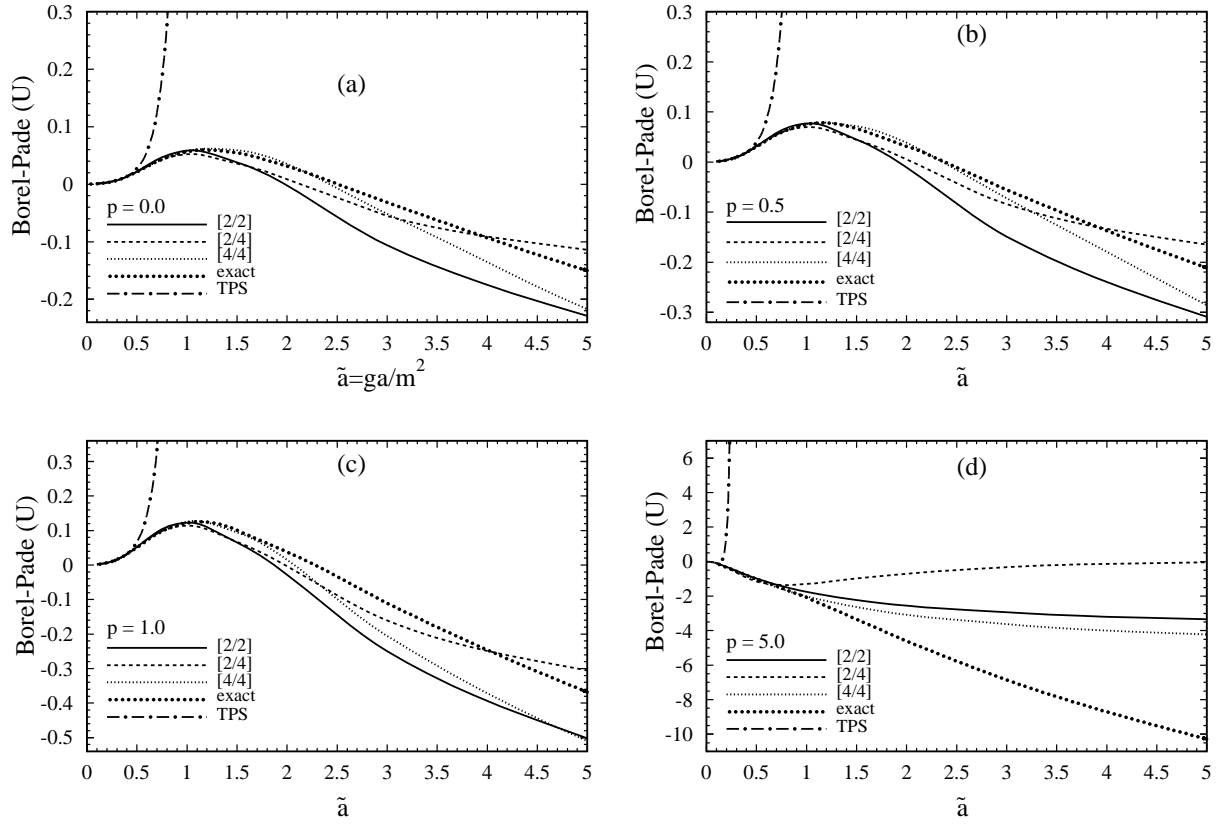 0.3
0.2
0.1
0
-0.1
-0.2
Borel-Pade (U)
(a)
p = 0.0
[2/2]
[2/4]
[4/4]
exact
TPS
0 0.5 1 1.5 2 2.5 3 3.5 4 4.5 5
ã=ga/m²
0.3
0.2
0.1
0
-0.1
-0.2
-0.3
Borel-Pade (U)
(b)
p = 0.5
[2/2]
[2/4]
[4/4]
exact
TPS
0 0.5 1 1.5 2 2.5 3 3.5 4 4.5 5
ã
0.3
0.2
0.1
0
-0.1
-0.2
-0.3
-0.4
-0.5
Borel-Pade (U)
(c)
p = 1.0
[2/2]
[2/4]
[4/4]
exact
TPS
0 0.5 1 1.5 2 2.5 3 3.5 4 4.5 5
ã
6
4
2
0
-2
-4
-6
-8
-10
Borel-Pade (U)
(d)
p = 5.0
[2/2]
[2/4]
[4/4]
exact
TPS
0 0.5 1 1.5 2 2.5 3 3.5 4 4.5 5
ã